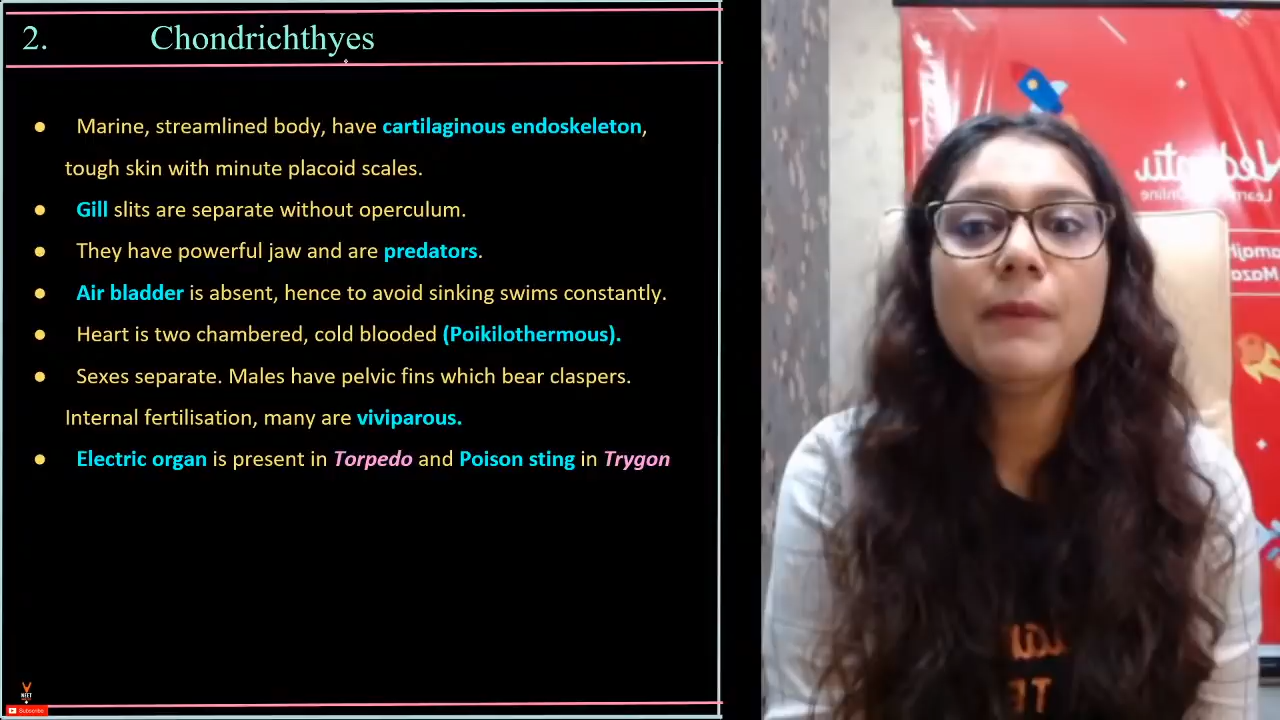 2. Chondrichthyes
● Marine, streamlined body, have cartilaginous endoskeleton,
tough skin with minute placoid scales.
● Gill slits are separate without operculum.
● They have powerful jaw and are predators.
● Air bladder is absent, hence to avoid sinking swims constantly.
● Heart is two chambered, cold blooded (Poikilothermous).
● Sexes separate. Males have pelvic fins which bear claspers.
Internal fertilisation, many are viviparous.
● Electric organ is present in Torpedo and Poison sting in Trygon
NEET
Subscribe